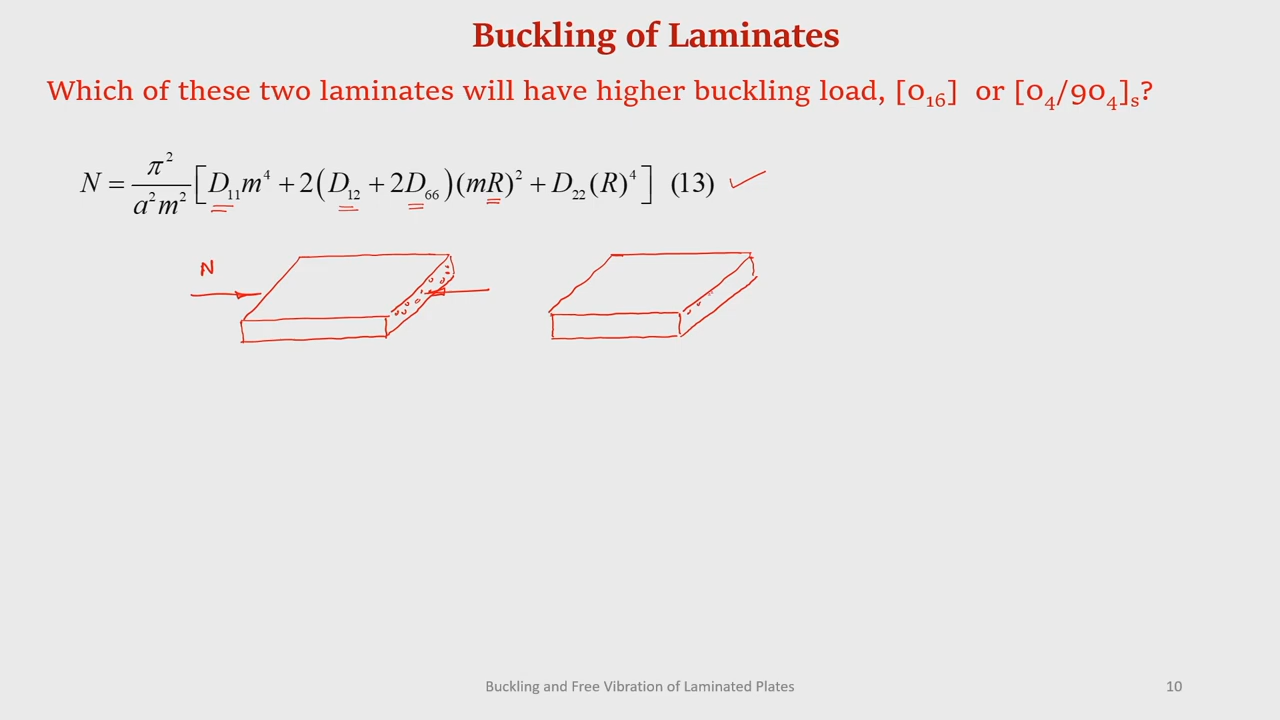 Buckling of Laminates
Which of these two laminates will have higher buckling load, [0₁₆] or [0₄/90₄]ₛ?
N = π²/a²m² [D₁₁m⁴ + 2(D₁₂ + 2D₆₆)(mR)² + D₂₂(R)⁴] (13)
N
Buckling and Free Vibration of Laminated Plates
10